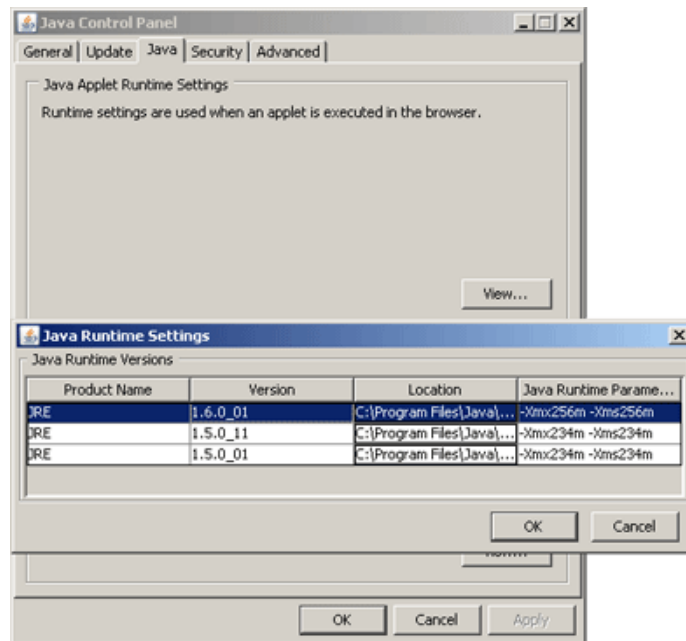 Java Control Panel
General Update Java Security Advanced
Java Applet Runtime Settings
Runtime settings are used when an applet is executed in the browser.
View...
Java Runtime Settings
Java Runtime Versions
Product Name Version Location Java Runtime Parame...
JRE 1.6.0_01 C:\Program Files\Java\... -Xmx256m -Xms256m
JRE 1.5.0_11 C:\Program Files\Java\... -Xmx234m -Xms234m
JRE 1.5.0_01 C:\Program Files\Java\... -Xmx234m -Xms234m
OK Cancel
OK Cancel Apply